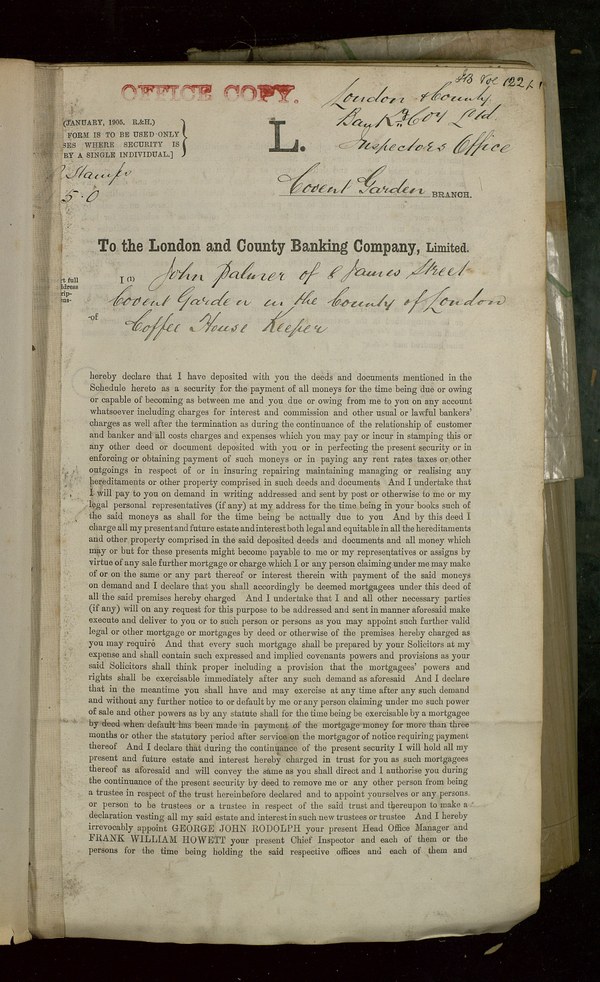 HB Vol 122
OFFICE COPY.
London & County
Bank Coy Ltd
Inspectors Office
(JANUARY, 1905. R.&H.)
FORM IS TO BE USED ONLY
SES WHERE SECURITY IS
BY A SINGLE INDIVIDUAL.]
L.
Stamp
5.0
Covent Garden BRANCH.
To the London and County Banking Company, Limited.
I (1) John Palmer of James Street
Covent Garden in the County of London
of Coffee House Keeper
rt full
ddress
rip-
hereby declare that I have deposited with you the deeds and documents mentioned in the
Schedule hereto as a security for the payment of all moneys for the time being due or owing
or capable of becoming as between me and you due or owing from me to you on any account
whatsoever including charges for interest and commission and other usual or lawful bankers'
charges as well after the termination as during the continuance of the relationship of customer
and banker and all costs charges and expenses which you may pay or incur in stamping this or
any other deed or document deposited with you or in perfecting the present security or in
enforcing or obtaining payment of such moneys or in paying any rent rates taxes or other
outgoings in respect of or in insuring repairing maintaining managing or realising any
hereditaments or other property comprised in such deeds and documents And I undertake that
I will pay to you on demand in writing addressed and sent by post or otherwise to me or my
legal personal representatives (if any) at my address for the time being in your books such of
the said moneys as shall for the time being be actually due to you And by this deed I
charge all my present and future estate and interest both legal and equitable in all the hereditaments
and other property comprised in the said deposited deeds and documents and all money which
may or but for these presents might become payable to me or my representatives or assigns by
virtue of any sale further mortgage or charge which I or any person claiming under me may make
of or on the same or any part thereof or interest therein with payment of the said moneys
on demand and I declare that you shall accordingly be deemed mortgagees under this deed of
all the said premises hereby charged And I undertake that I and all other necessary parties
(if any) will on any request for this purpose to be addressed and sent in manner aforesaid make
execute and deliver to you or to such person or persons as you may appoint such further valid
legal or other mortgage or mortgages by deed or otherwise of the premises hereby charged as
you may require And that every such mortgage shall be prepared by your Solicitors at my
expense and shall contain such expressed and implied covenants powers and provisions as your
said Solicitors shall think proper including a provision that the mortgagees' powers and
rights shall be exercisable immediately after any such demand as aforesaid And I declare
that in the meantime you shall have and may exercise at any time after any such demand
and without any further notice to or default by me or any person claiming under me such power
of sale and other powers as by any statute shall for the time being be exercisable by a mortgagee
by deed when default has been made in payment of the mortgage money for more than three
months or other the statutory period after service on the mortgagor of notice requiring payment
thereof And I declare that during the continuance of the present security I will hold all my
present and future estate and interest hereby charged in trust for you as such mortgagees
thereof as aforesaid and will convey the same as you shall direct and I authorise you during
the continuance of the present security by deed to remove me or any other person from being
a trustee in respect of the trust hereinbefore declared and to appoint yourselves or any persons
or person to be trustees or a trustee in respect of the said trust and thereupon to make a
declaration vesting all my said estate and interest in such new trustees or trustee And I hereby
irrevocably appoint GEORGE JOHN RODOLPH your present Head Office Manager and
FRANK WILLIAM HOWETT your present Chief Inspector and each of them or the
persons for the time being holding the said respective offices and each of them and